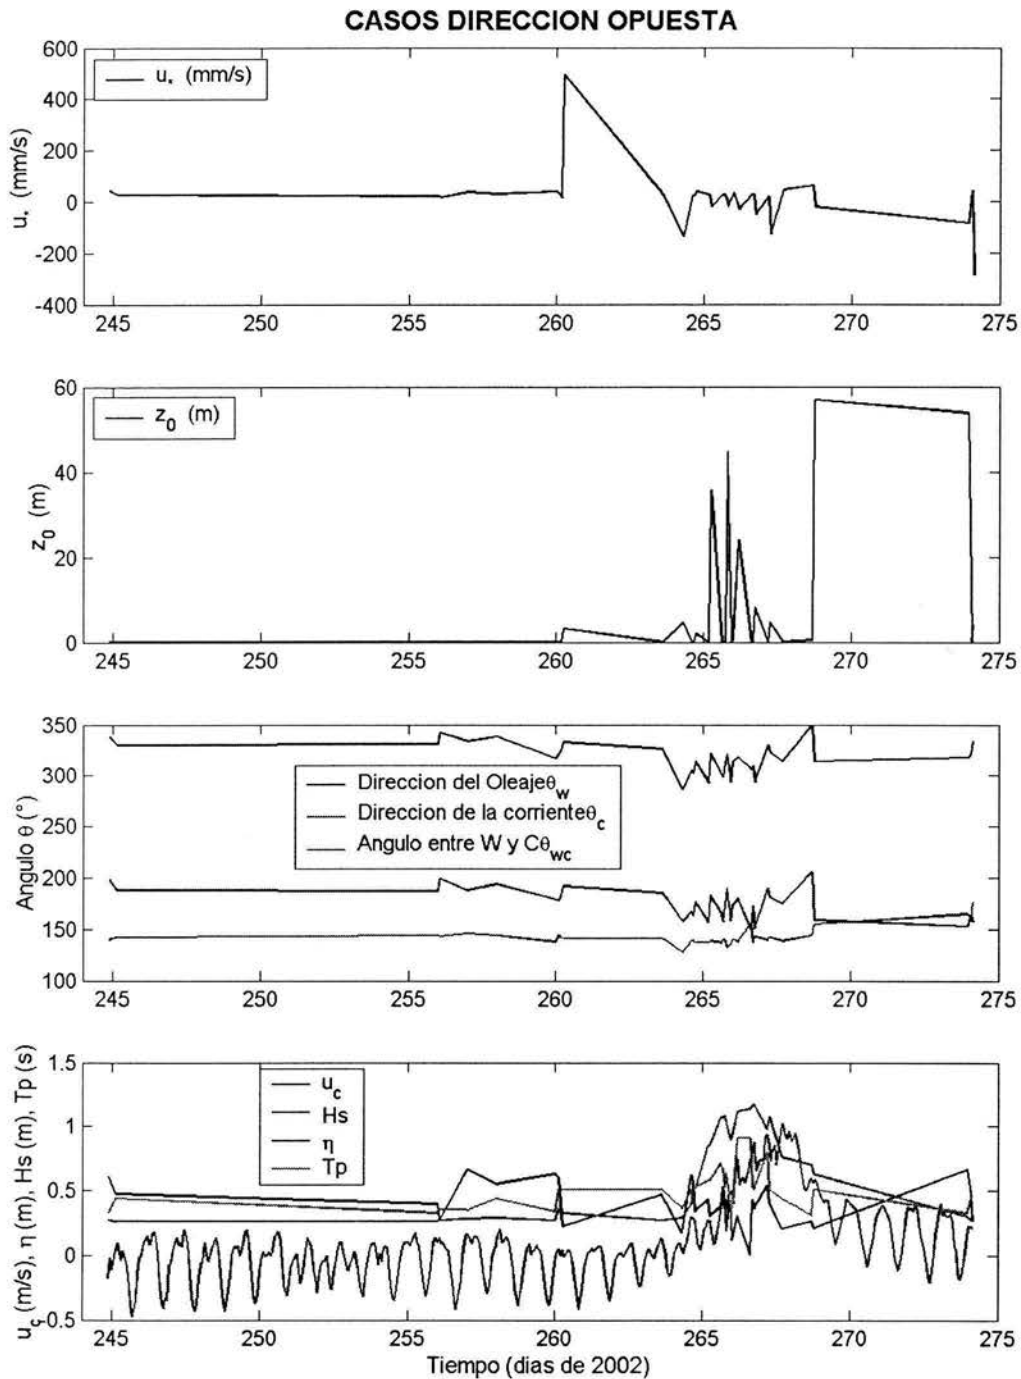 CASOS DIRECCION OPUESTA
600
400
200
0
-200
-400
u* (mm/s)
u* (mm/s)
245 250 255 260 265 270 275
60
40
20
0
z0 (m)
z0 (m)
245 250 255 260 265 270 275
350
300
250
200
150
100
Angulo θ (°)
Direccion del Oleajeθw
Direccion de la corrienteθc
Angulo entre W y Cθwc
245 250 255 260 265 270 275
1.5
1
0.5
0
-0.5
uc (m/s), η (m), Hs (m), Tp (s)
uc
Hs
η
Tp
245 250 255 260 265 270 275
Tiempo (dias de 2002)